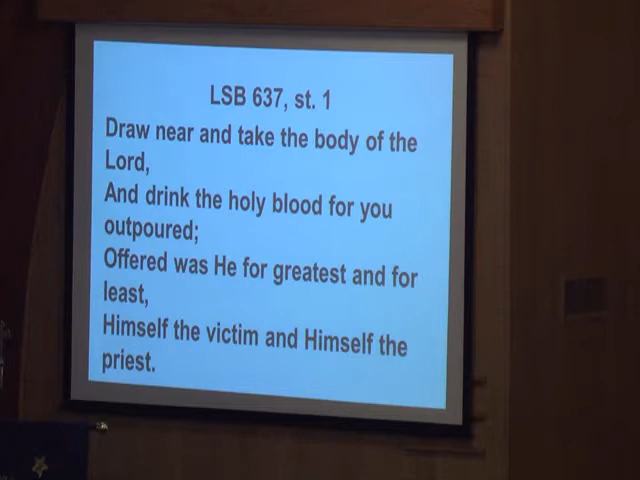 LSB 637, st. 1
Draw near and take the body of the
Lord,
And drink the holy blood for you
outpoured;
Offered was He for greatest and for
least,
Himself the victim and Himself the
priest.